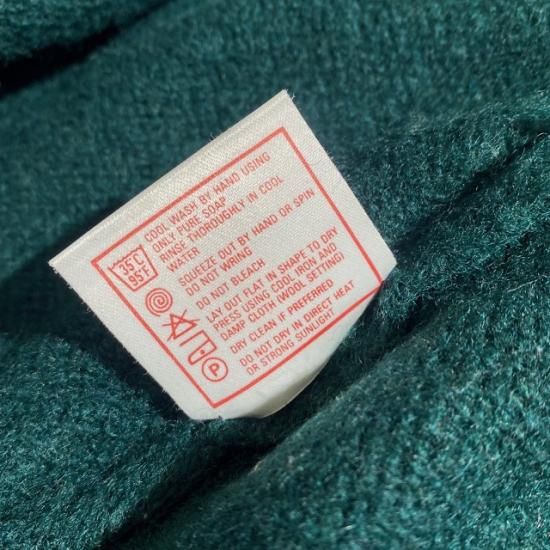 COOL WASH BY HAND USING
ONLY PURE SOAP
RINSE THOROUGHLY IN COOL
WATER
35°C
95°F
SQUEEZE OUT BY HAND OR SPIN
DO NOT WRING
DO NOT BLEACH
LAY OUT FLAT IN SHAPE TO DRY
PRESS USING COOL IRON AND
DAMP CLOTH (WOOL SETTING)
DRY CLEAN IF PREFERRED
P
DO NOT DRY IN DIRECT HEAT
OR STRONG SUNLIGHT